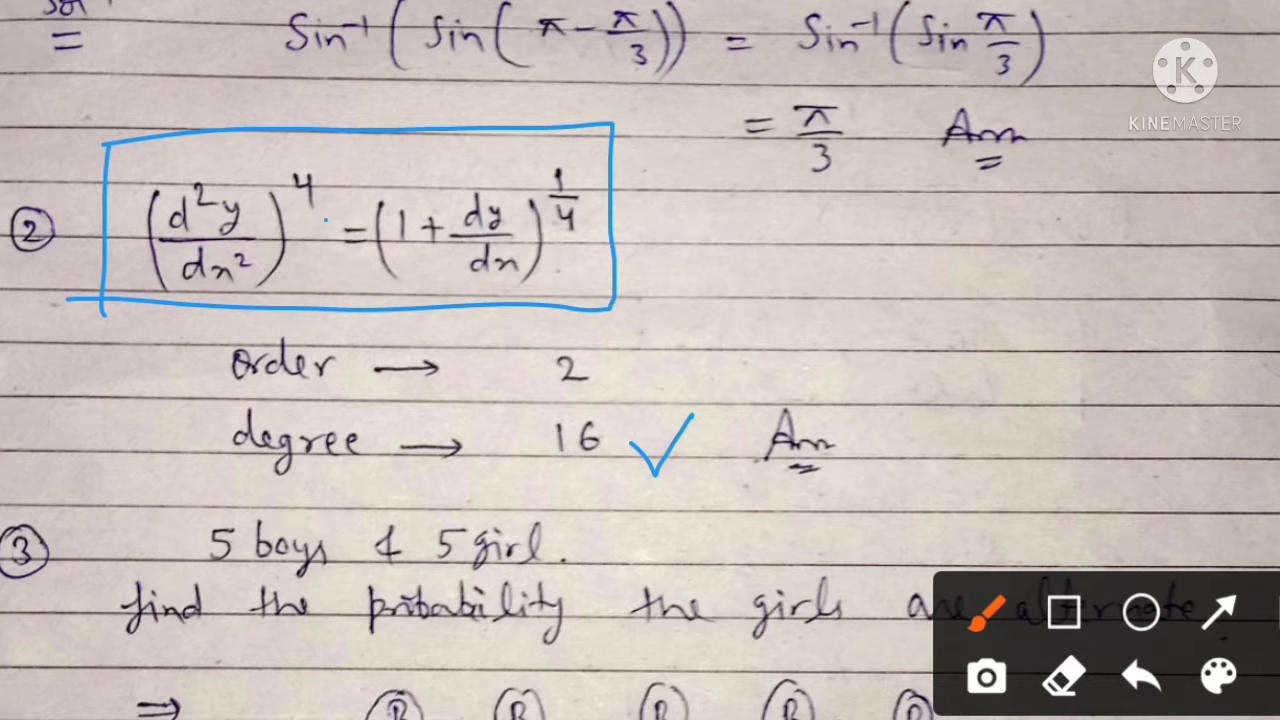 Sin⁻¹(Sin(π-π/3)) = Sin⁻¹(Sin π/3)
= π/3 Ans
KINEMASTER
② (d²y/dx²)⁴ = (1 + dy/dx)^(1/4)
order → 2
degree → 16 ✓ Ans
③ 5 boys & 5 girl.
find the probability the girls are alternate.
⇒ B B B B B